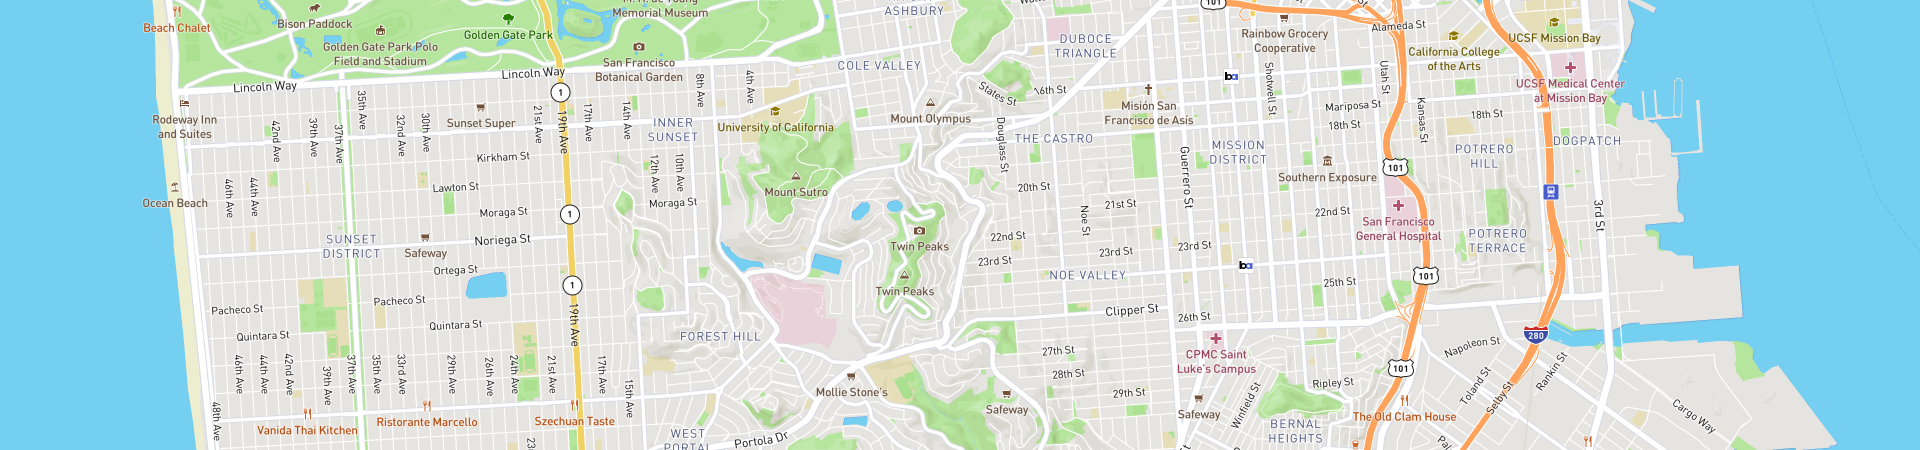 Beach Chalet
Bison Paddock
Golden Gate Park Polo
Field and Stadium
Golden Gate Park
Memorial Museum
San Francisco
Botanical Garden
ASHBURY
COLE VALLEY
DUBOCE
TRIANGLE
101
Rainbow Grocery
Cooperative
Alameda St
California College
of the Arts
UCSF Mission Bay
UCSF Medical Center
at Mission Bay
Lincoln Way
Lincoln Way
1
8th Ave
4th Ave
35th Ave
Rodeway Inn
and Suites
42nd Ave
39th Ave
37th Ave
32nd Ave
30th Ave
Sunset Super
21st Ave
19th Ave
17th Ave
14th Ave
INNER
SUNSET
University of California
Mount Olympus
States St
16th St
Douglass St
THE CASTRO
Misión San
Francisco de Asís
Shotwell St
Utah St
Mariposa St
18th St
Kansas St
18th St
DOGPATCH
POTRERO
HILL
MISSION
DISTRICT
Kirkham St
12th Ave
10th Ave
Guerrero St
Southern Exposure
101
Ocean Beach
46th Ave
44th Ave
Lawton St
Moraga St
Moraga St
Mount Sutro
20th St
21st St
Noe St
22nd St
3rd St
San Francisco
General Hospital
1
SUNSET
DISTRICT
Safeway
Noriega St
Twin Peaks
22nd St
23rd St
23rd St
23rd St
POTRERO
TERRACE
Ortega St
Twin Peaks
NOE VALLEY
25th St
101
1
Pacheco St
Pacheco St
Quintara St
Quintara St
19th Ave
FOREST HILL
Clipper St
26th St
280
46th Ave
44th Ave
42nd Ave
39th Ave
37th Ave
35th Ave
33rd Ave
29th Ave
26th Ave
24th Ave
21st Ave
17th Ave
15th Ave
27th St
28th St
29th St
CPMC Saint
Luke's Campus
Napoleon St
Toland St
Selby St
Rankin St
101
Mollie Stone's
Safeway
Safeway
Winfield St
Ripley St
The Old Clam House
Cargo Way
48th Ave
Vanida Thai Kitchen
Ristorante Marcello
Szechuan Taste
WEST
PORTAL
Portola Dr
BERNAL
HEIGHTS